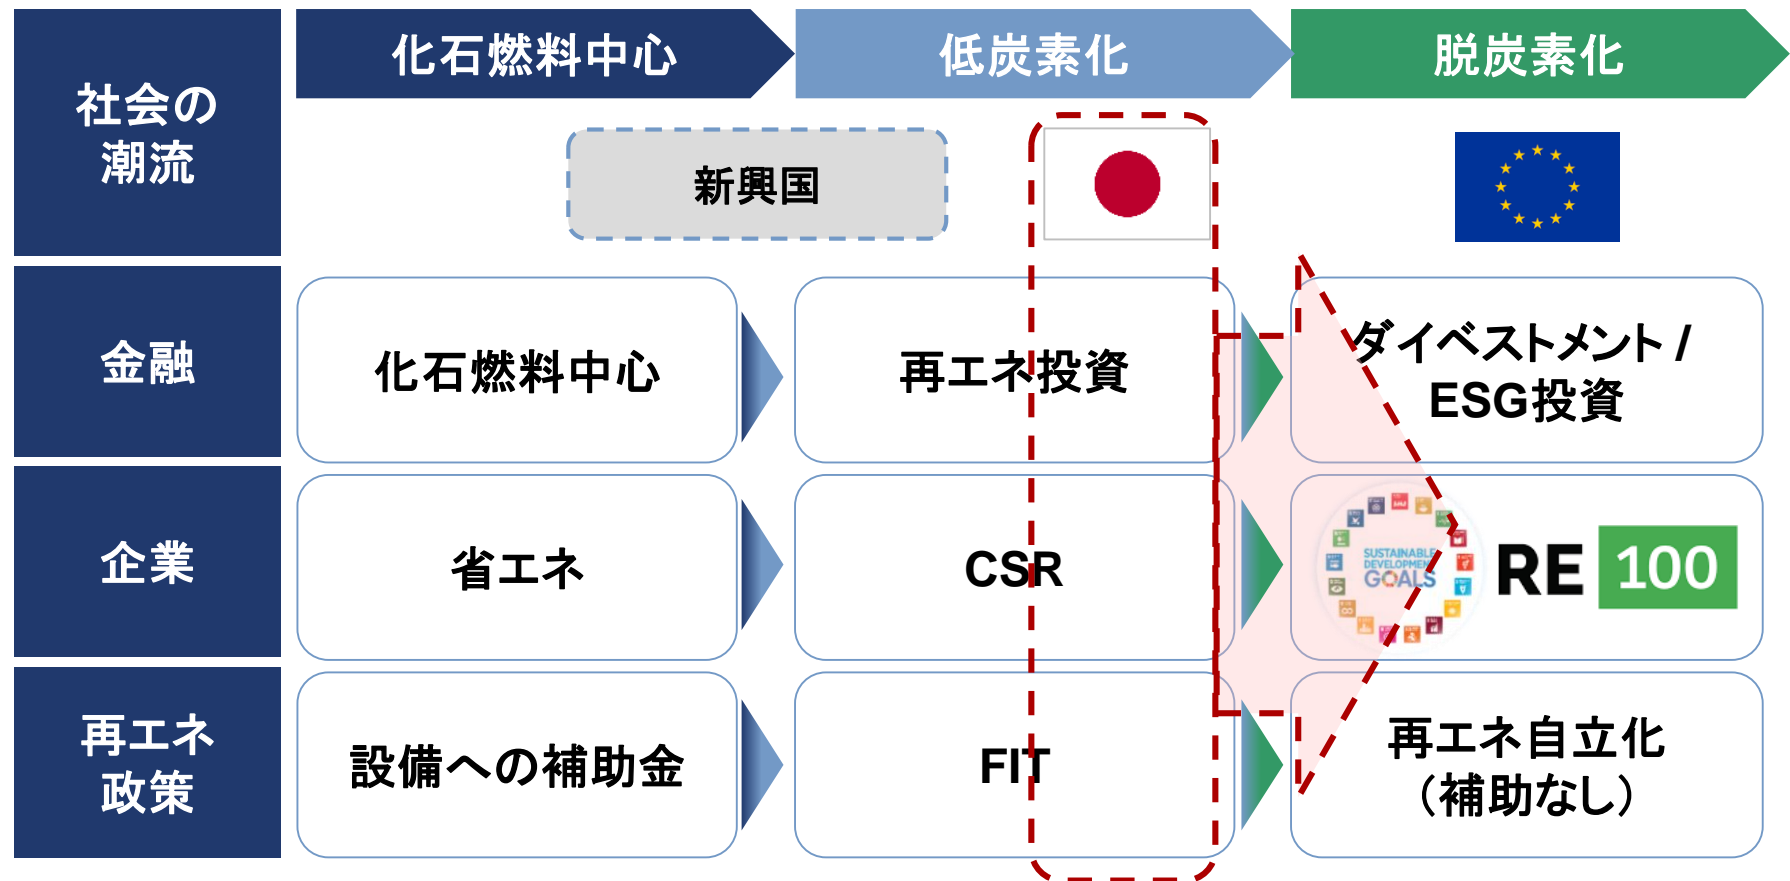 社会の
潮流
化石燃料中心
低炭素化
脱炭素化
新興国
金融
化石燃料中心
再エネ投資
ダイベストメント /
ESG投資
企業
省エネ
CSR
SUSTAINABLE
DEVELOPMENT
GOALS
RE 100
再エネ
政策
設備への補助金
FIT
再エネ自立化
（補助なし）